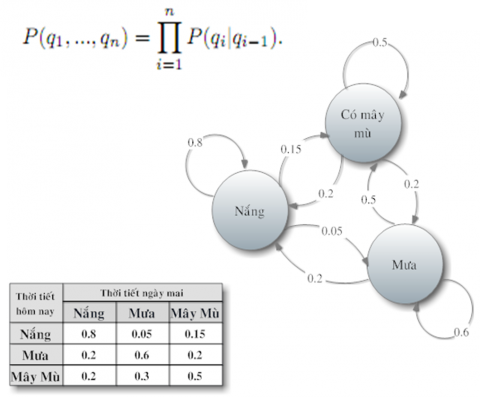 P(q₁, ..., qₙ) = ∏ⁿᵢ₌₁ P(qᵢ|qᵢ₋₁).
0.5
Có mây
mù
0.8
0.15
0.2
0.2
0.5
Nắng
0.05
Mưa
0.2
0.6
Thời tiết hôm nay | Thời tiết ngày mai
Nắng | Mưa | Mây Mù
Nắng | 0.8 | 0.05 | 0.15
Mưa | 0.2 | 0.6 | 0.2
Mây Mù | 0.2 | 0.3 | 0.5